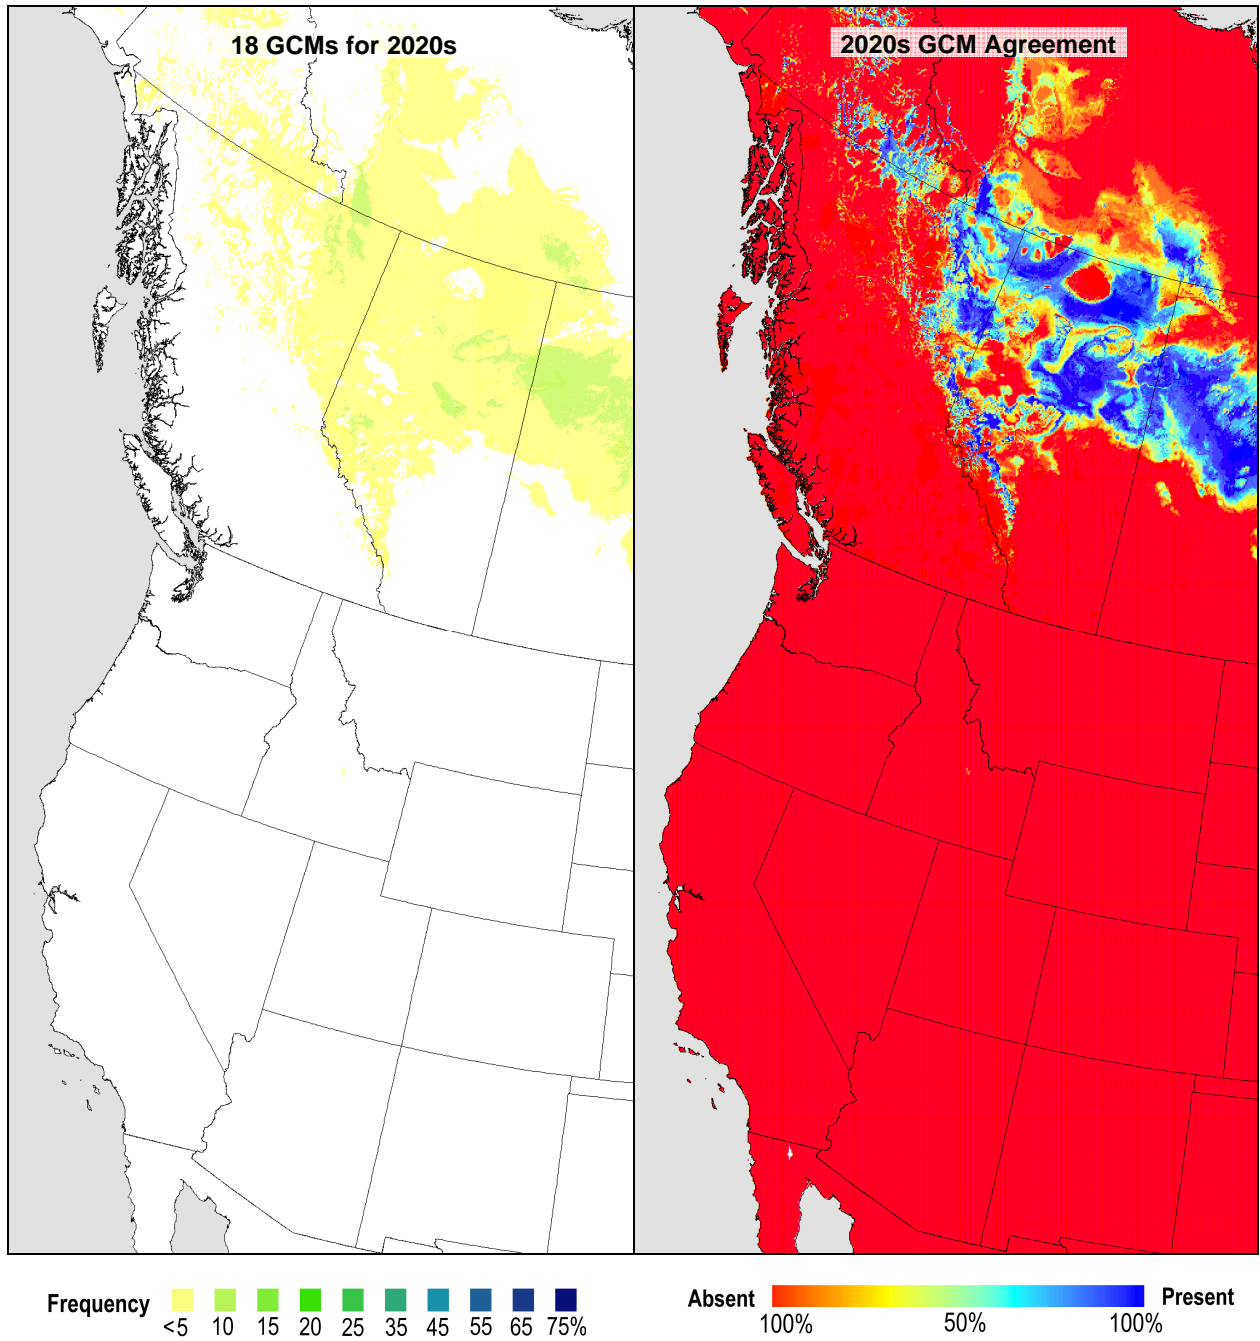 18 GCMs for 2020s
2020s GCM Agreement
Frequency
<5 10 15 20 25 35 45 55 65 75%
Absent Present
100% 50% 100%